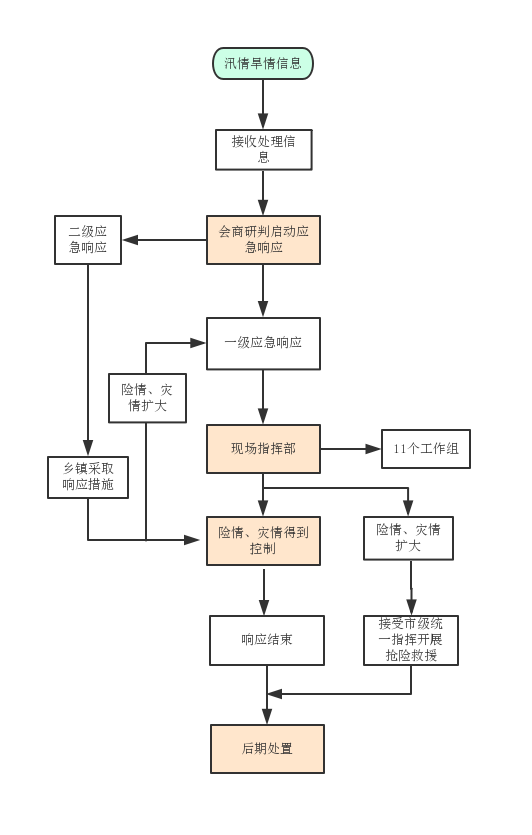 汛情旱情信息
接收处理信
息
二级应
急响应
会商研判启动应
急响应
一级应急响应
险情、灾
情扩大
现场指挥部
11个工作组
乡镇采取
响应措施
险情、灾情得到
控制
险情、灾情
扩大
响应结束
接受市级统
一指挥开展
抢险救援
后期处置